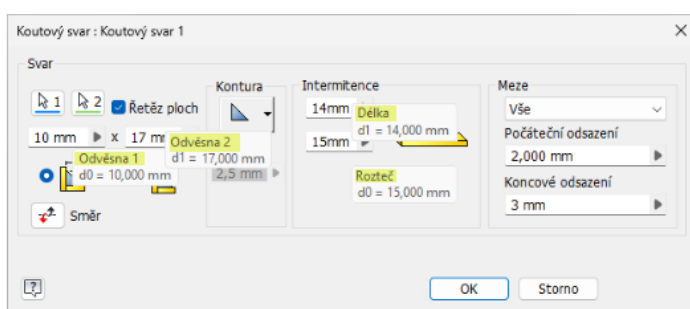 Koutový svar : Koutový svar 1
Svar
1 2 Řetěz ploch
10 mm x 17 mm
Odvěsna 1
d0 = 10,000 mm
Odvěsna 2
d1 = 17,000 mm
Směr
Kontura
2,5 mm
Intermitence
14mm
Délka
d1 = 14,000 mm
15mm
Rozteč
d0 = 15,000 mm
Meze
Vše
Počáteční odsazení
2,000 mm
Koncové odsazení
3 mm
?
OK Storno